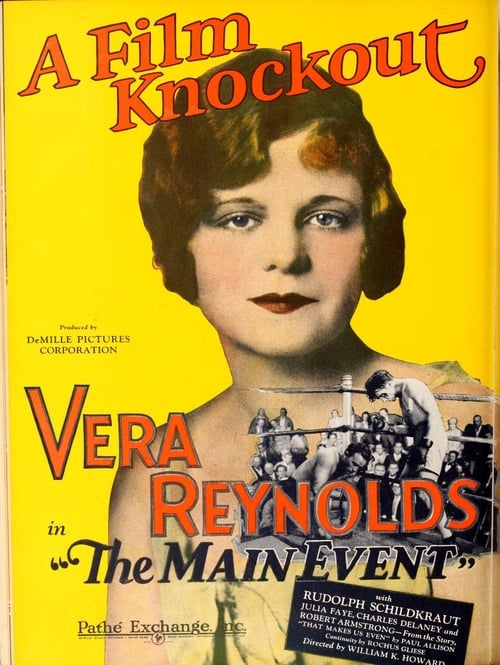 A Film
Knockout
Produced by
DEMILLE PICTURES
CORPORATION
VERA
REYNOLDS
in
"The MAIN EVENT"
with
RUDOLPH SCHILDKRAUT
JULIA FAYE, CHARLES DELANEY and
ROBERT ARMSTRONG—From the Story,
"THAT MAKES US EVEN" by PAUL ALLISON
Continuity by ROCHUS GLIESE
Directed by WILLIAM K. HOWARD
Pathé Exchange, Inc.